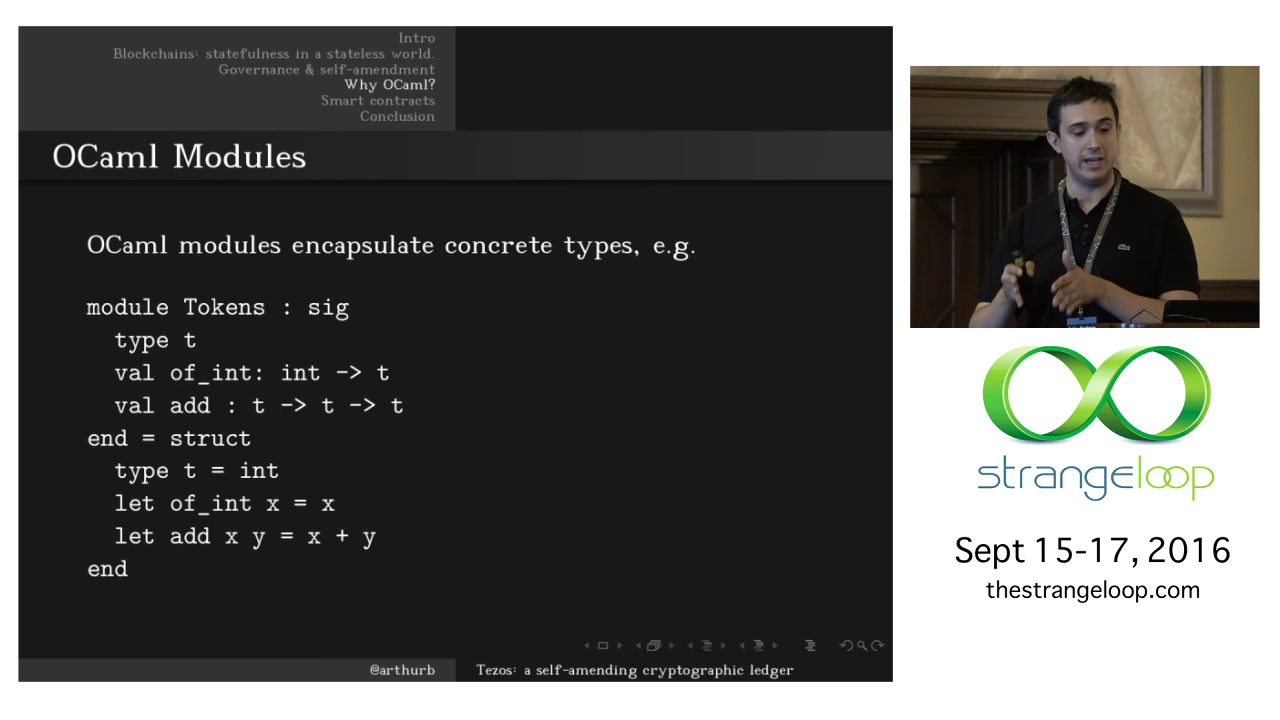 Intro
Blockchains: statefulness in a stateless world.
Governance & self-amendment
Why OCaml?
Smart contracts
Conclusion
OCaml Modules
OCaml modules encapsulate concrete types, e.g.
module Tokens : sig
  type t
  val of_int: int -> t
  val add : t -> t -> t
end = struct
  type t = int
  let of_int x = x
  let add x y = x + y
end
@arthurb
Tezos: a self-amending cryptographic ledger
strangeloop
Sept 15-17, 2016
thestrangeloop.com